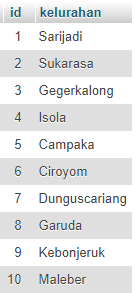 id kelurahan
1 Sarijadi
2 Sukarasa
3 Gegerkalong
4 Isola
5 Campaka
6 Ciroyom
7 Dunguscariang
8 Garuda
9 Kebonjeruk
10 Maleber